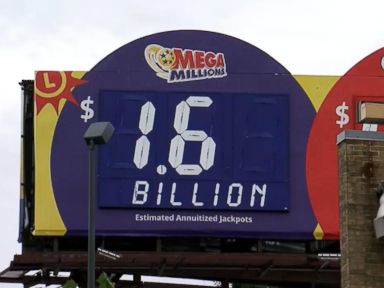 L
MEGA
MILLIONS
$ 1.6
BILLION
Estimated Annuitized Jackpots
$